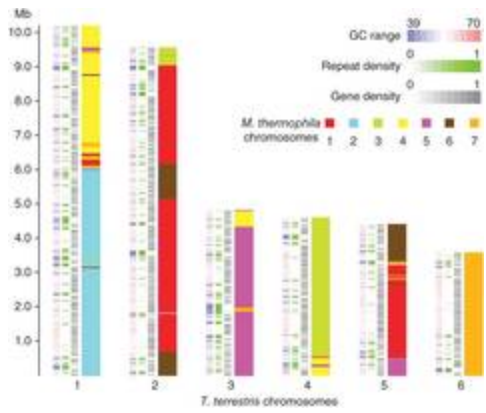 Mb
39 70
GC range
0 1
Repeat density
0 1
Gene density
M. thermophila
chromosomes
1 2 3 4 5 6 7
10.0
9.0
8.0
7.0
6.0
5.0
4.0
3.0
2.0
1.0
1 2 3 4 5 6
T. terrestris chromosomes